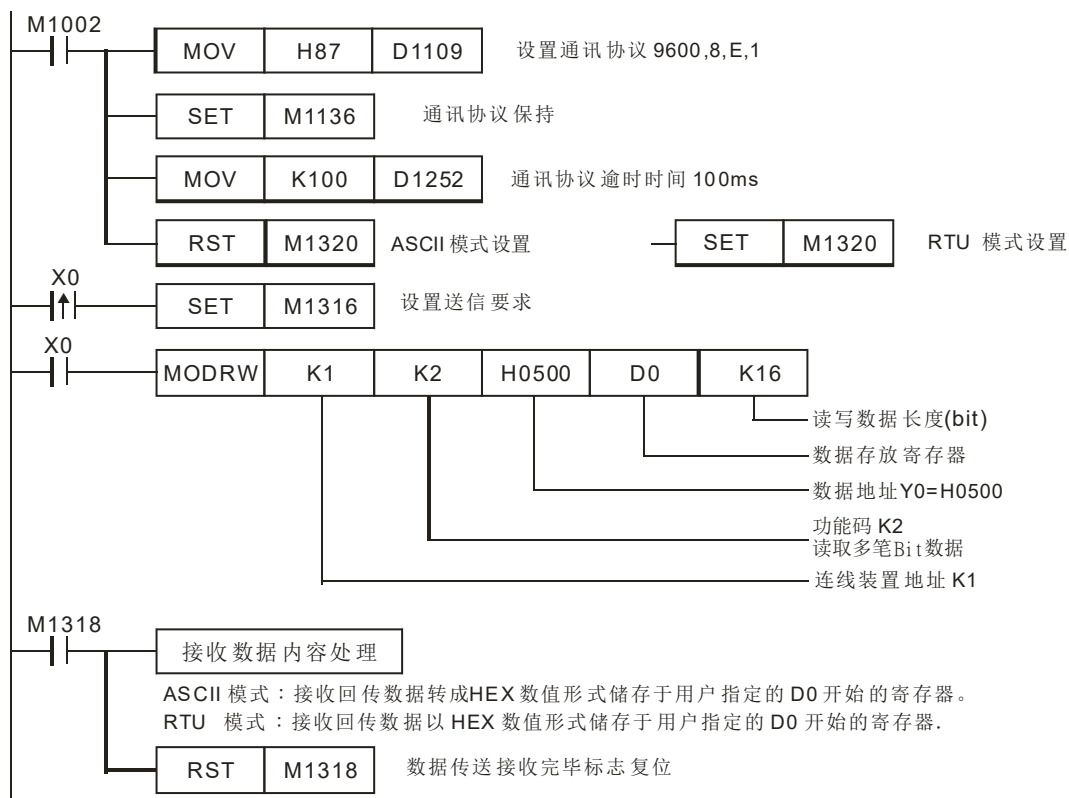 M1002
MOV H87 D1109 设置通讯协议 9600,8,E,1
SET M1136 通讯协议保持
MOV K100 D1252 通讯协议逾时时间 100ms
RST M1320 ASCII 模式设置 SET M1320 RTU 模式设置
X0
SET M1316 设置送信要求
X0
MODRW K1 K2 H0500 D0 K16
读写数据长度(bit)
数据存放寄存器
数据地址Y0=H0500
功能码 K2
读取多笔Bit数据
连线装置地址 K1
M1318
接收数据内容处理
ASCII 模式：接收回传数据转成HEX 数值形式储存于用户指定的 D0 开始的寄存器。
RTU 模式：接收回传数据以 HEX 数值形式储存于用户指定的 D0 开始的寄存器.
RST M1318 数据传送接收完毕标志复位